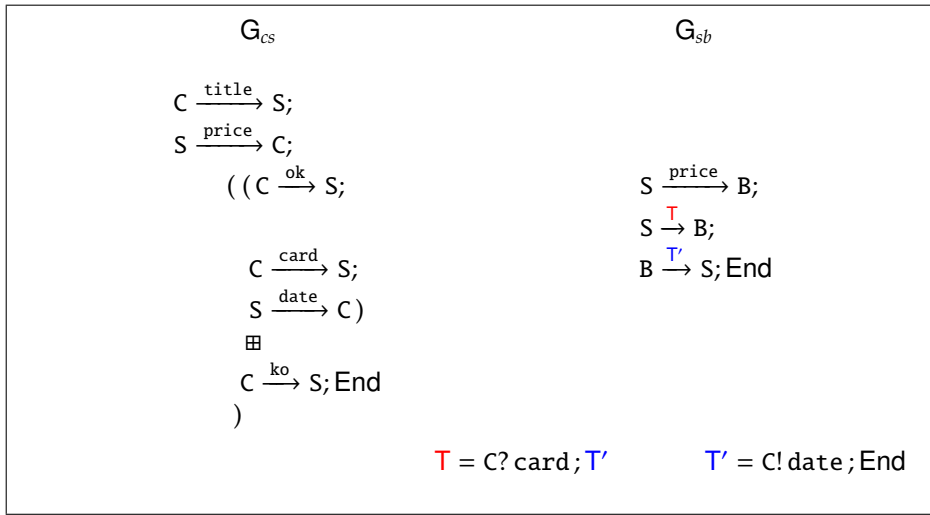 G_cs G_sb
C —title→ S;
S —price→ C;
( ( C —ok→ S; S —price→ B;
S —T→ B;
C —card→ S; B —T′→ S; End
S —date→ C )
⊞
C —ko→ S; End
)
T = C? card ; T′ T′ = C! date ; End